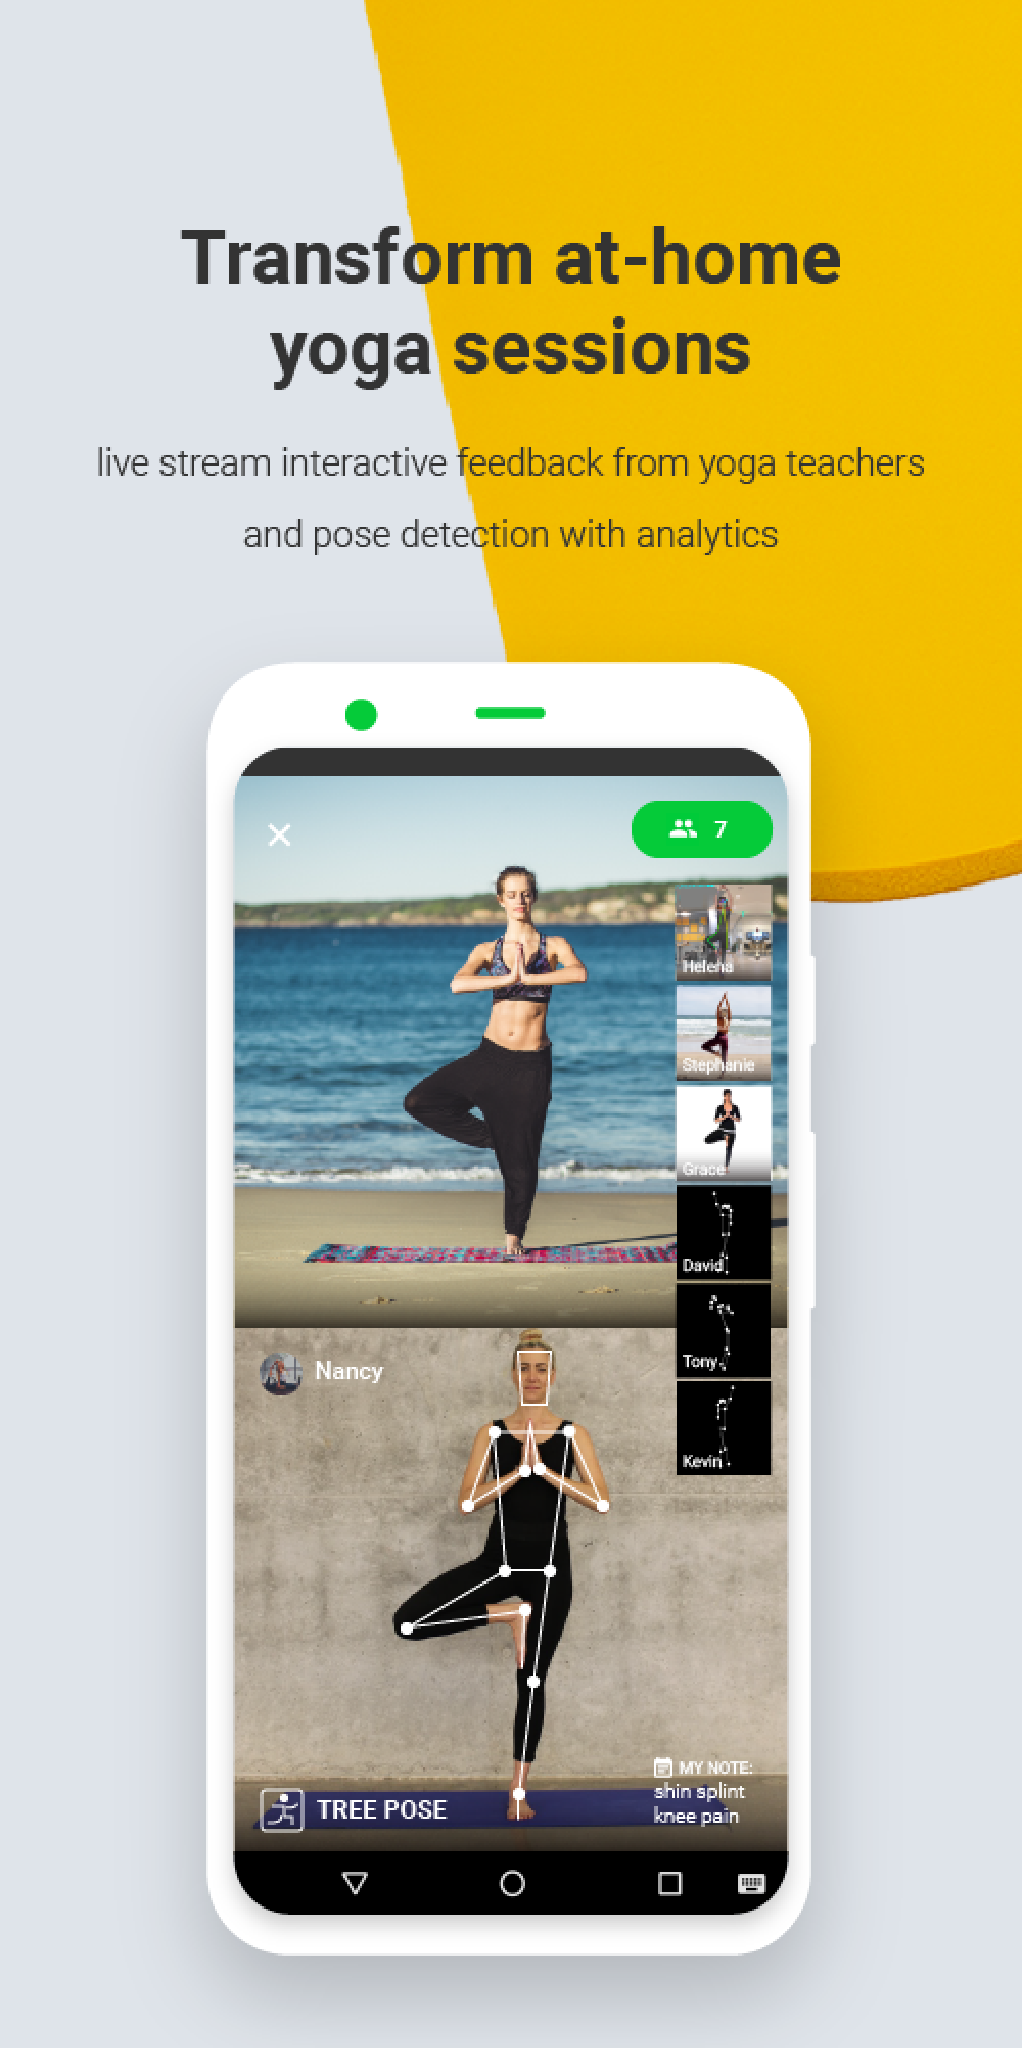 Transform at-home
yoga sessions
live stream interactive feedback from yoga teachers
and pose detection with analytics
7
Helena
Stephanie
Grace
David
Tony
Kevin
Nancy
TREE POSE
MY NOTE:
shin splint
knee pain